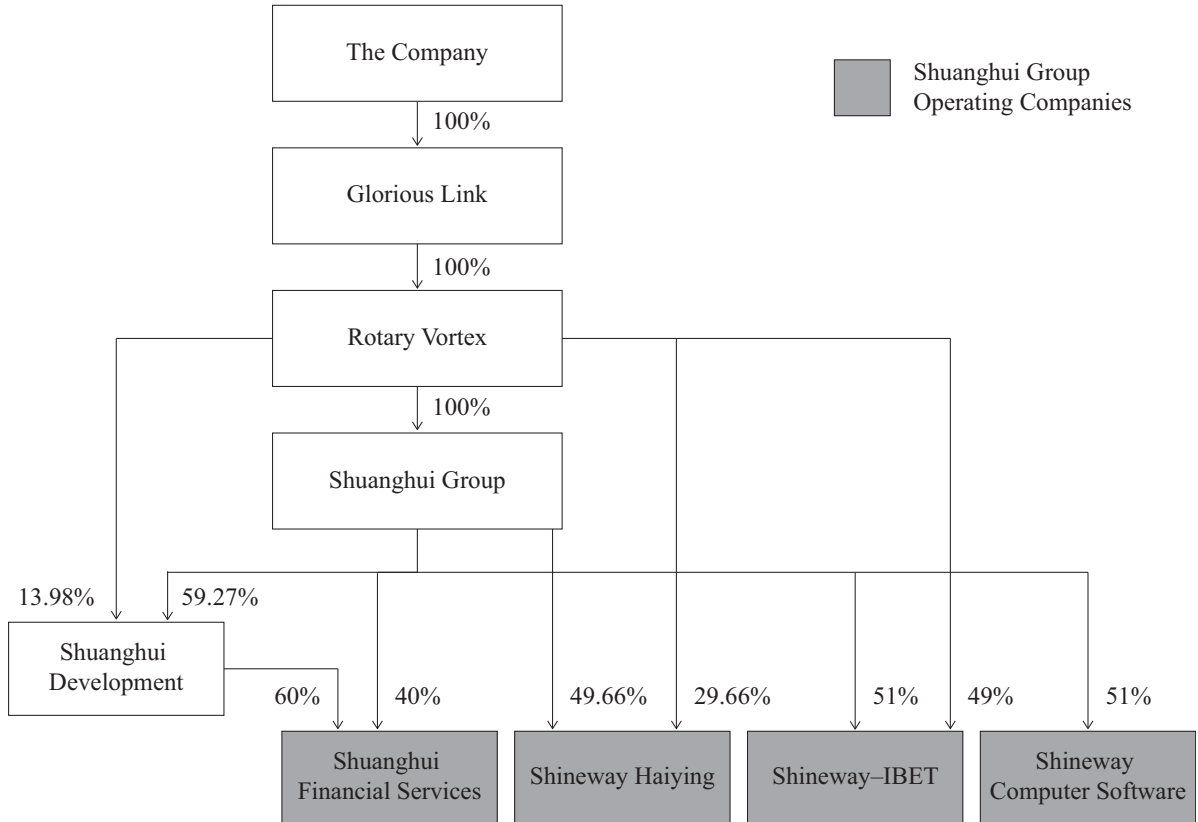 The Company
Shuanghui Group
Operating Companies
100%
Glorious Link
100%
Rotary Vortex
100%
Shuanghui Group
13.98%
59.27%
Shuanghui
Development
60%
40%
49.66%
29.66%
51%
49%
51%
Shuanghui
Financial Services
Shineway Haiying
Shineway–IBET
Shineway
Computer Software